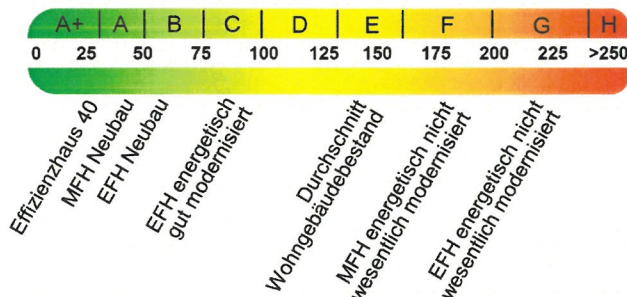 A+ A B C D E F G H
0 25 50 75 100 125 150 175 200 225 >250
Effizienzhaus 40
MFH Neubau
EFH Neubau
EFH energetisch
gut modernisiert
Durchschnitt
Wohngebäudebestand
MFH energetisch nicht
wesentlich modernisiert
EFH energetisch nicht
wesentlich modernisiert